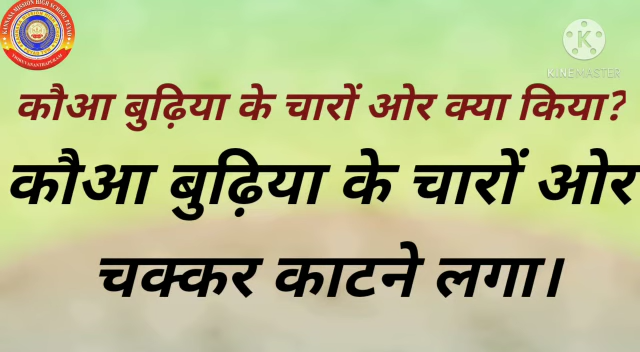 KINEMASTER
कौआ बुढ़िया के चारों ओर क्या किया?
कौआ बुढ़िया के चारों ओर
चक्कर काटने लगा।